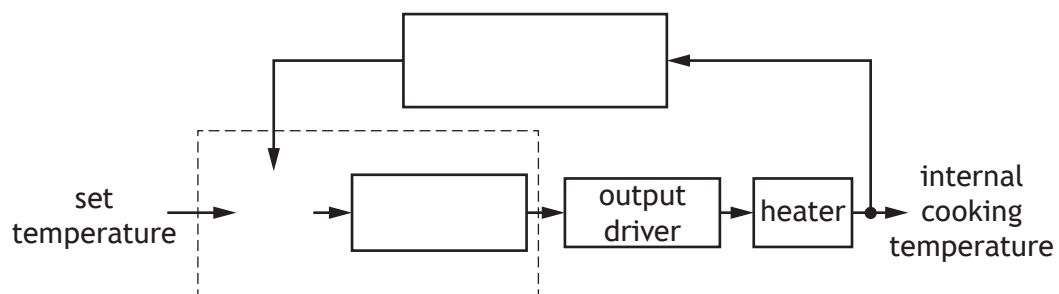 set
temperature
output
driver
heater
internal
cooking
temperature